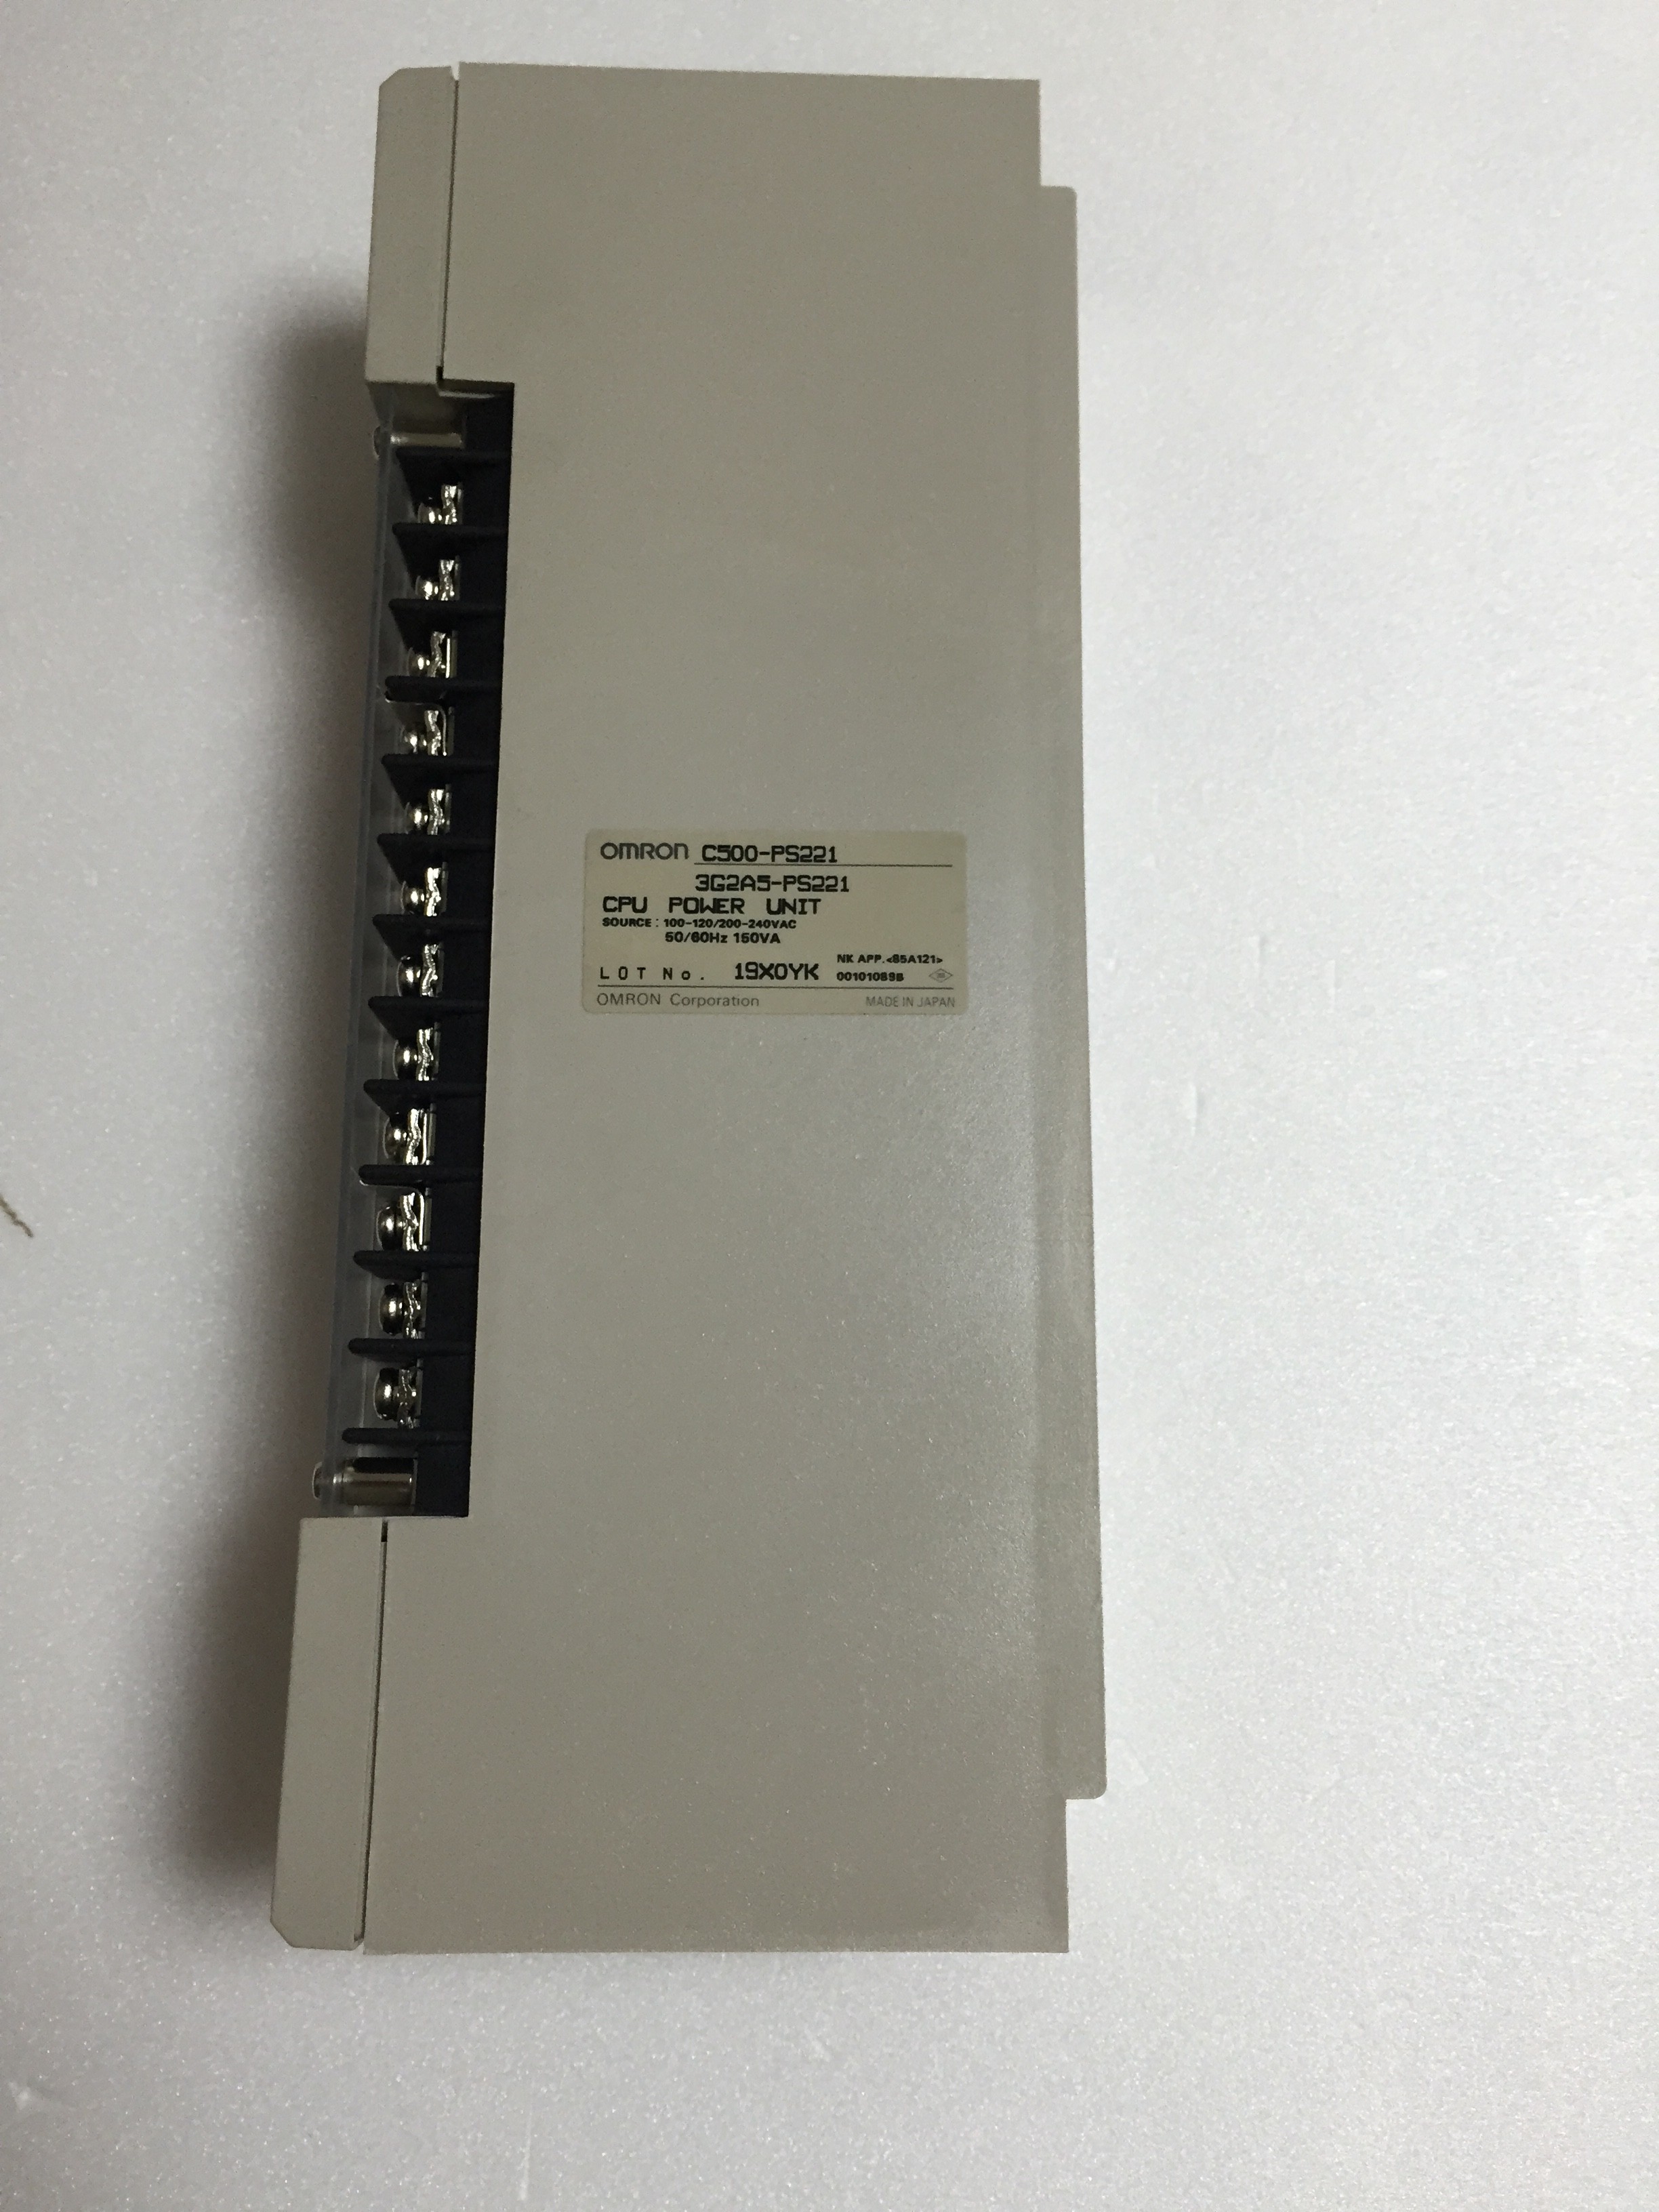 OMRON C500-PS221
3G2A5-PS221
CPU POWER UNIT
SOURCE : 100-120/200-240VAC
50/60Hz 150VA
NK APP.<85A121>
LOT No. 19X0YK 00101089B
OMRON Corporation MADE IN JAPAN